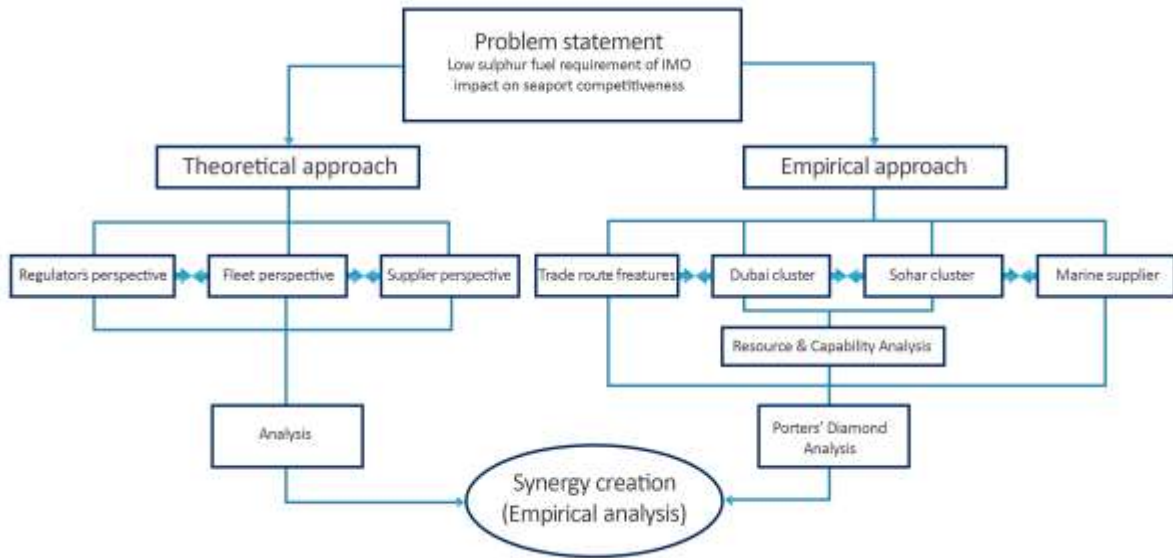 Problem statement
Low sulphur fuel requirement of IMO
impact on seaport competitiveness
Theoretical approach
Empirical approach
Regulator's perspective
Fleet perspective
Supplier perspective
Trade route freatures
Dubai cluster
Sohar cluster
Marine supplier
Resource & Capability Analysis
Analysis
Porters' Diamond
Analysis
Synergy creation
(Empirical analysis)